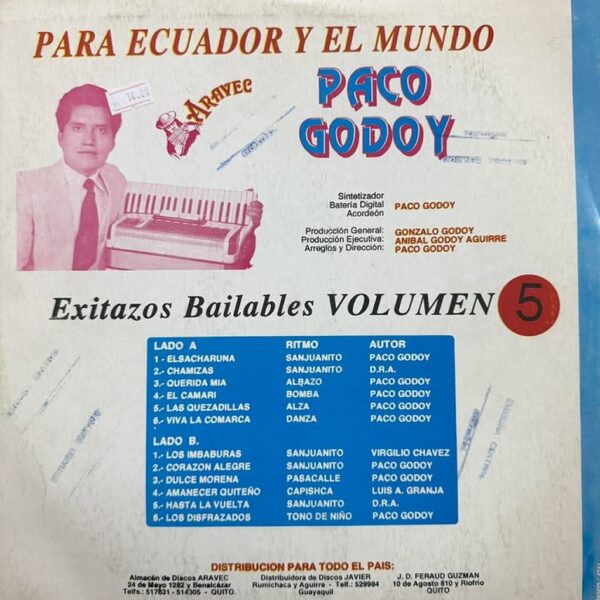 PARA ECUADOR Y EL MUNDO
14.00
ARAVEC
PACO
GODOY
Sintetizador
Batería Digital PACO GODOY
Acordeón
Producción General: GONZALO GODOY
Producción Ejecutiva: ANIBAL GODOY AGUIRRE
Arreglos y Dirección: PACO GODOY
Exitazos Bailables VOLUMEN 5
LADO A RITMO AUTOR
1.- ELSACHARUNA SANJUANITO PACO GODOY
2.- CHAMIZAS SANJUANITO D.R.A.
3.- QUERIDA MIA ALBAZO PACO GODOY
4.- EL CAMARI BOMBA PACO GODOY
5.- LAS QUEZADILLAS ALZA PACO GODOY
6.- VIVA LA COMARCA DANZA PACO GODOY
LADO B.
1.- LOS IMBABURAS SANJUANITO VIRGILIO CHAVEZ
2.- CORAZON ALEGRE SANJUANITO PACO GODOY
3.- DULCE MORENA PASACALLE PACO GODOY
4.- AMANECER QUITEÑO CAPISHCA LUIS A. GRANJA
5.- HASTA LA VUELTA SANJUANITO D.R.A.
6.- LOS DISFRAZADOS TONO DE NIÑO PACO GODOY
DISTRIBUCION PARA TODO EL PAIS:
Almacén de Discos ARAVEC Distribuidora de Discos JAVIER J. D. FERAUD GUZMAN
24 de Mayo 1282 y Benalcázar Rumichaca y Aguirre - Telf.: 529984 10 de Agosto 810 y Riofrío
Telfs.: 517831 - 514305 - QUITO. Guayaquil QUITO